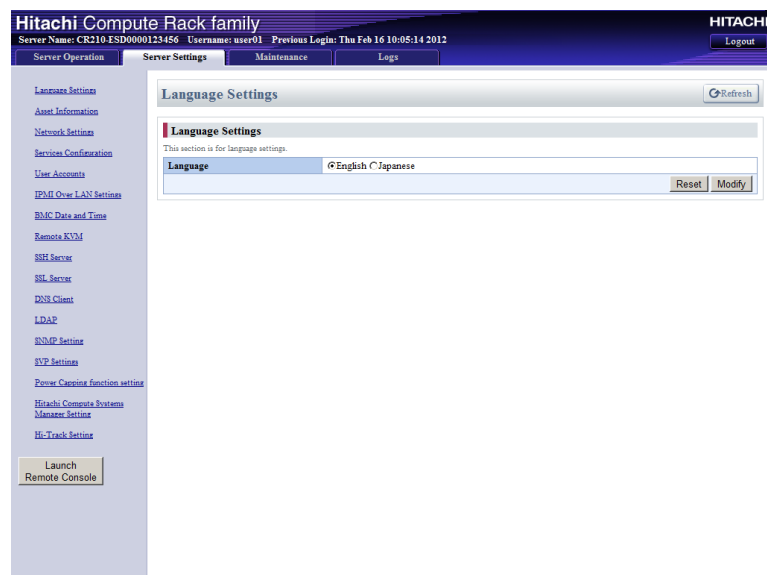 Hitachi Compute Rack family
HITACHI
Server Name: CR210-ESD0000123456 Username: user01 Previous Login: Thu Feb 16 10:05:14 2012
Logout
Server Operation Server Settings Maintenance Logs
Language Settings
Asset Information
Network Settings
Services Configuration
User Accounts
IPMI Over LAN Settings
BMC Date and Time
Remote KVM
SSH Server
SSL Server
DNS Client
LDAP
SNMP Setting
SVP Settings
Power Capping function setting
Hitachi Compute Systems
Manager Setting
Hi-Track Setting
Launch
Remote Console
Language Settings
Refresh
Language Settings
This section is for language settings.
Language English Japanese
Reset Modify